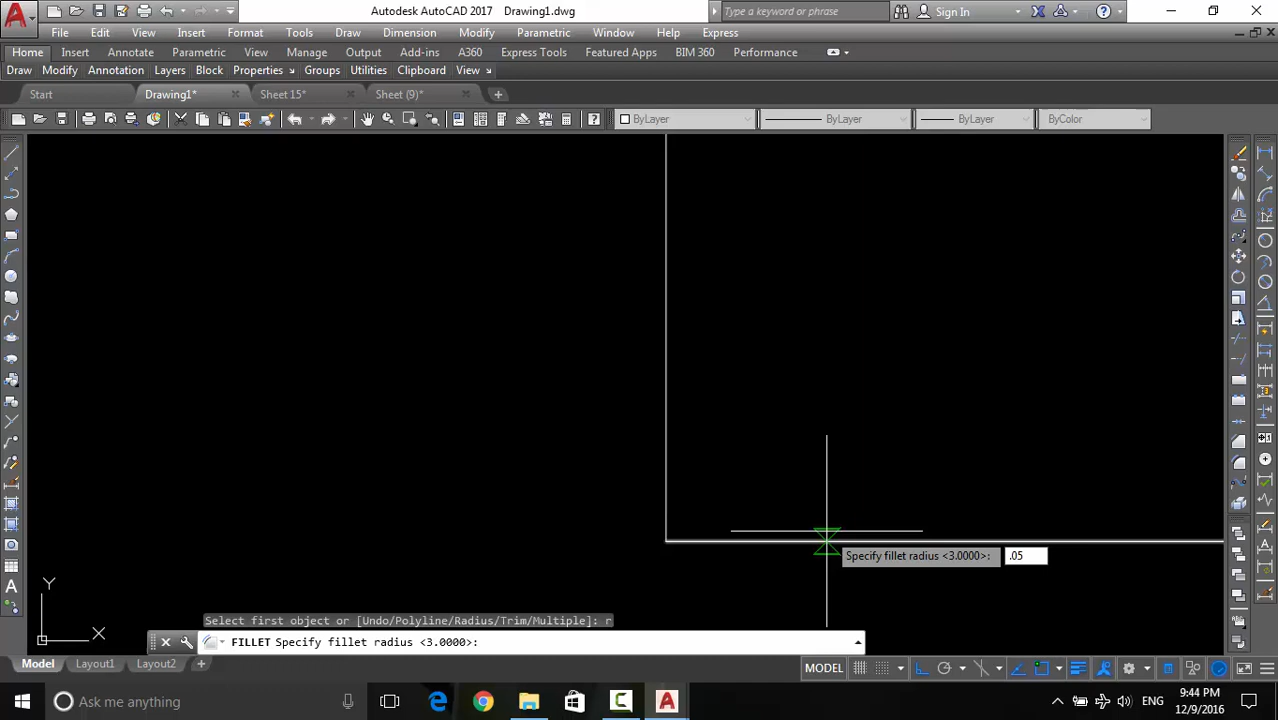 Autodesk AutoCAD 2017 Drawing1.dwg
Type a keyword or phrase
Sign In
File Edit View Insert Format Tools Draw Dimension Modify Parametric Window Help Express
Home Insert Annotate Parametric View Manage Output Add-ins A360 Express Tools Featured Apps BIM 360 Performance
Draw Modify Annotation Layers Block Properties Groups Utilities Clipboard View
Start Drawing1* Sheet 15* Sheet (9)*
ByLayer ByLayer ByLayer ByColor
Specify fillet radius <3.0000>: .05
Y
X
Select first object or [Undo/Polyline/Radius/Trim/Multiple]: r
FILLET Specify fillet radius <3.0000>:
Model Layout1 Layout2
MODEL
Ask me anything
ENG
9:44 PM
12/9/2016